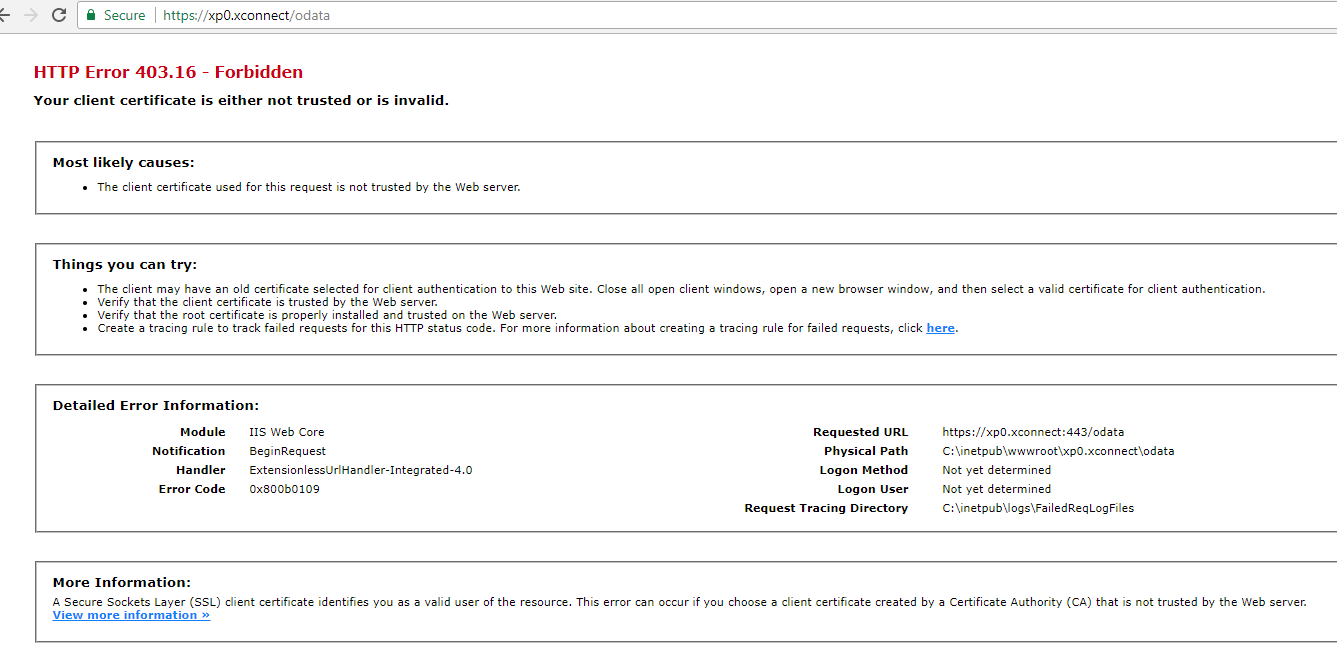 Secure https://xp0.xconnect/odata
HTTP Error 403.16 - Forbidden
Your client certificate is either not trusted or is invalid.
Most likely causes:
• The client certificate used for this request is not trusted by the Web server.
Things you can try:
• The client may have an old certificate selected for client authentication to this Web site. Close all open client windows, open a new browser window, and then select a valid certificate for client authentication.
• Verify that the client certificate is trusted by the Web server.
• Verify that the root certificate is properly installed and trusted on the Web server.
• Create a tracing rule to track failed requests for this HTTP status code. For more information about creating a tracing rule for failed requests, click here.
Detailed Error Information:
Module IIS Web Core
Notification BeginRequest
Handler ExtensionlessUrlHandler-Integrated-4.0
Error Code 0x800b0109
Requested URL https://xp0.xconnect:443/odata
Physical Path C:\inetpub\wwwroot\xp0.xconnect\odata
Logon Method Not yet determined
Logon User Not yet determined
Request Tracing Directory C:\inetpub\logs\FailedReqLogFiles
More Information:
A Secure Sockets Layer (SSL) client certificate identifies you as a valid user of the resource. This error can occur if you choose a client certificate created by a Certificate Authority (CA) that is not trusted by the Web server.
View more information »